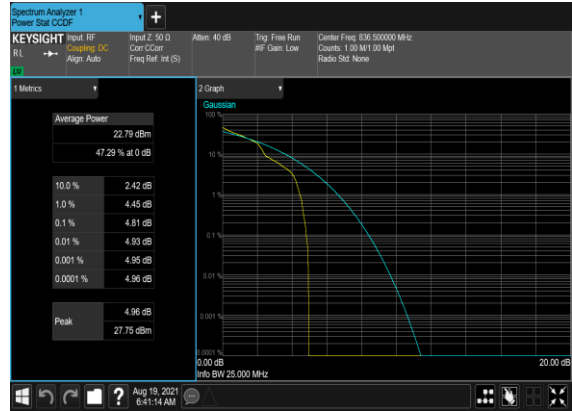 Spectrum Analyzer 1
Power Stat CCDF
+
KEYSIGHT Input: RF Input Z: 50 Ω Atten: 40 dB Trig: Free Run Center Freq: 836.500000 MHz
RL Coupling: DC Corr CCorr #IF Gain: Low Counts: 1.00 M/1.00 Mpt
Align: Auto Freq Ref: Int (S) Radio Std: None
1 Metrics
Average Power
22.79 dBm
47.29 % at 0 dB
10.0 % 2.42 dB
1.0 % 4.45 dB
0.1 % 4.81 dB
0.01 % 4.93 dB
0.001 % 4.95 dB
0.0001 % 4.96 dB
Peak 4.96 dB
27.75 dBm
2 Graph
Gaussian
100 %
10 %
1 %
0.1 %
0.01 %
0.001 %
0.0001 %
0.00 dB 20.00 dB
Info BW 25.000 MHz
? Aug 19, 2021
6:41:14 AM